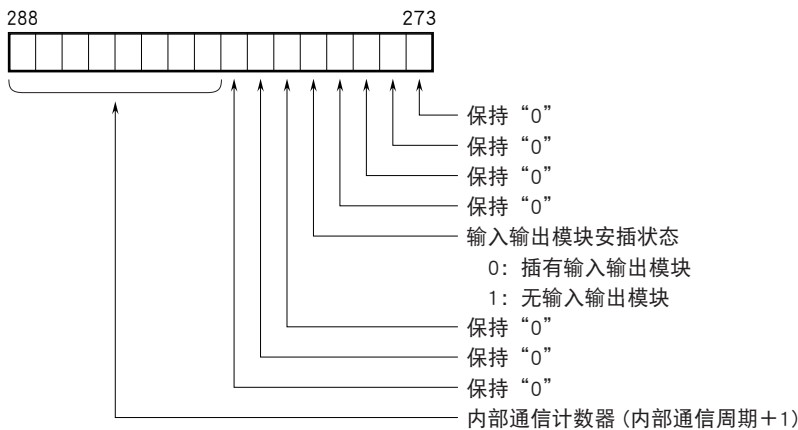 288 273
保持“0”
保持“0”
保持“0”
保持“0”
输入输出模块安插状态
0：插有输入输出模块
1：无输入输出模块
保持“0”
保持“0”
保持“0”
内部通信计数器（内部通信周期＋1）